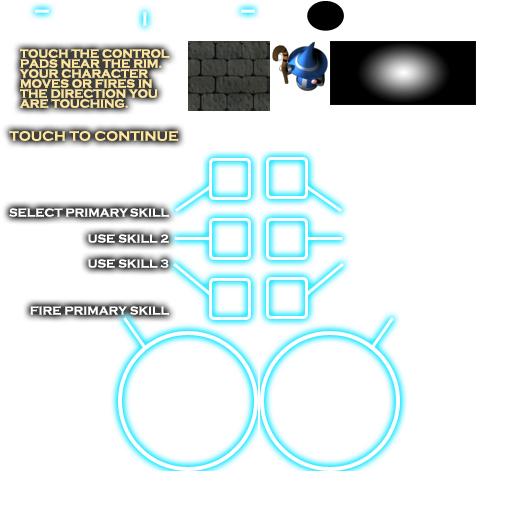 TOUCH THE CONTROL
PADS NEAR THE RIM.
YOUR CHARACTER
MOVES OR FIRES IN
THE DIRECTION YOU
ARE TOUCHING.
TOUCH TO CONTINUE
SELECT PRIMARY SKILL
USE SKILL 2
USE SKILL 3
FIRE PRIMARY SKILL